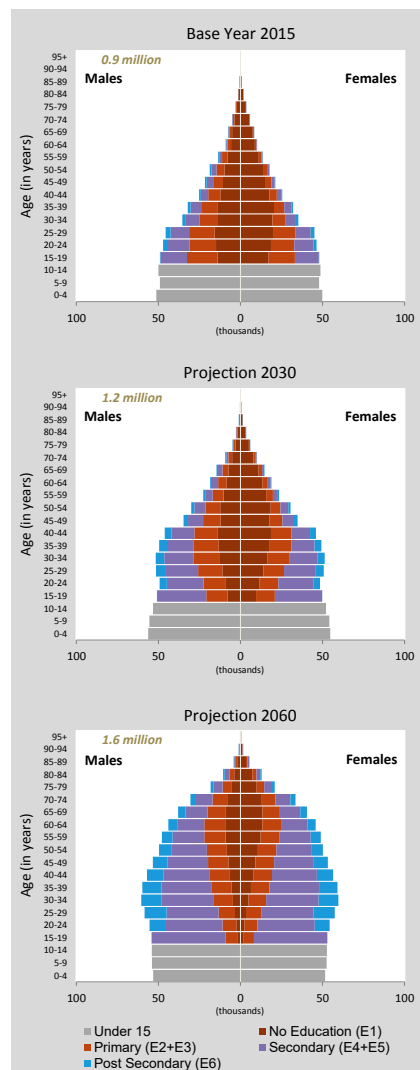 Base Year 2015
0.9 million
Males
Females
Age (in years)
95+
90-94
85-89
80-84
75-79
70-74
65-69
60-64
55-59
50-54
45-49
40-44
35-39
30-34
25-29
20-24
15-19
10-14
5-9
0-4
100 50 0 50 100
(thousands)
Projection 2030
1.2 million
Males
Females
Age (in years)
95+
90-94
85-89
80-84
75-79
70-74
65-69
60-64
55-59
50-54
45-49
40-44
35-39
30-34
25-29
20-24
15-19
10-14
5-9
0-4
100 50 0 50 100
(thousands)
Projection 2060
1.6 million
Males
Females
Age (in years)
95+
90-94
85-89
80-84
75-79
70-74
65-69
60-64
55-59
50-54
45-49
40-44
35-39
30-34
25-29
20-24
15-19
10-14
5-9
0-4
100 50 0 50 100
(thousands)
Under 15
No Education (E1)
Primary (E2+E3)
Secondary (E4+E5)
Post Secondary (E6)